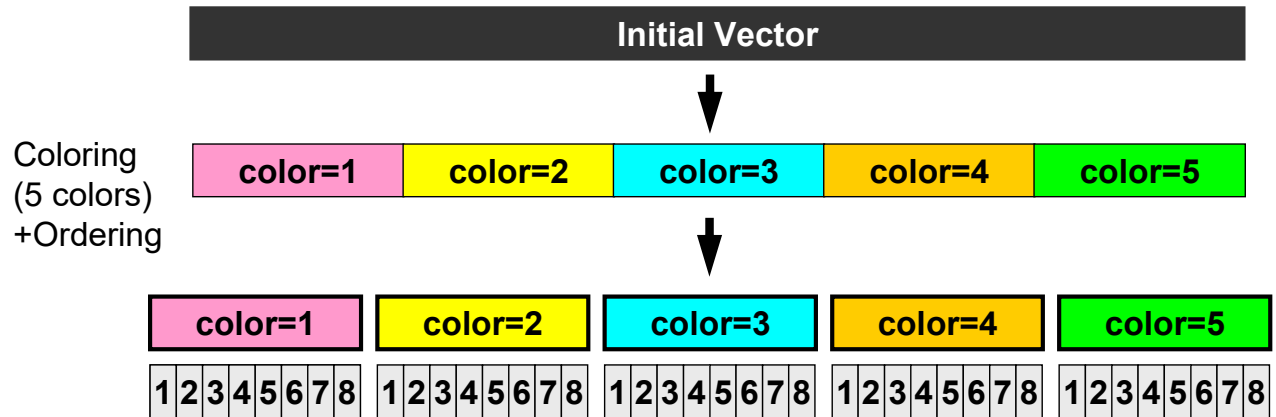 Initial Vector
Coloring
(5 colors)
+Ordering
color=1 color=2 color=3 color=4 color=5
color=1 color=2 color=3 color=4 color=5
1 2 3 4 5 6 7 8 1 2 3 4 5 6 7 8 1 2 3 4 5 6 7 8 1 2 3 4 5 6 7 8 1 2 3 4 5 6 7 8